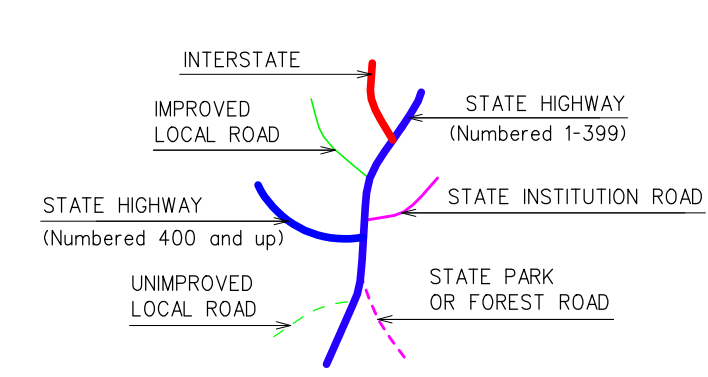 INTERSTATE
IMPROVED
LOCAL ROAD
STATE HIGHWAY
(Numbered 1-399)
STATE HIGHWAY
(Numbered 400 and up)
STATE INSTITUTION ROAD
UNIMPROVED
LOCAL ROAD
STATE PARK
OR FOREST ROAD